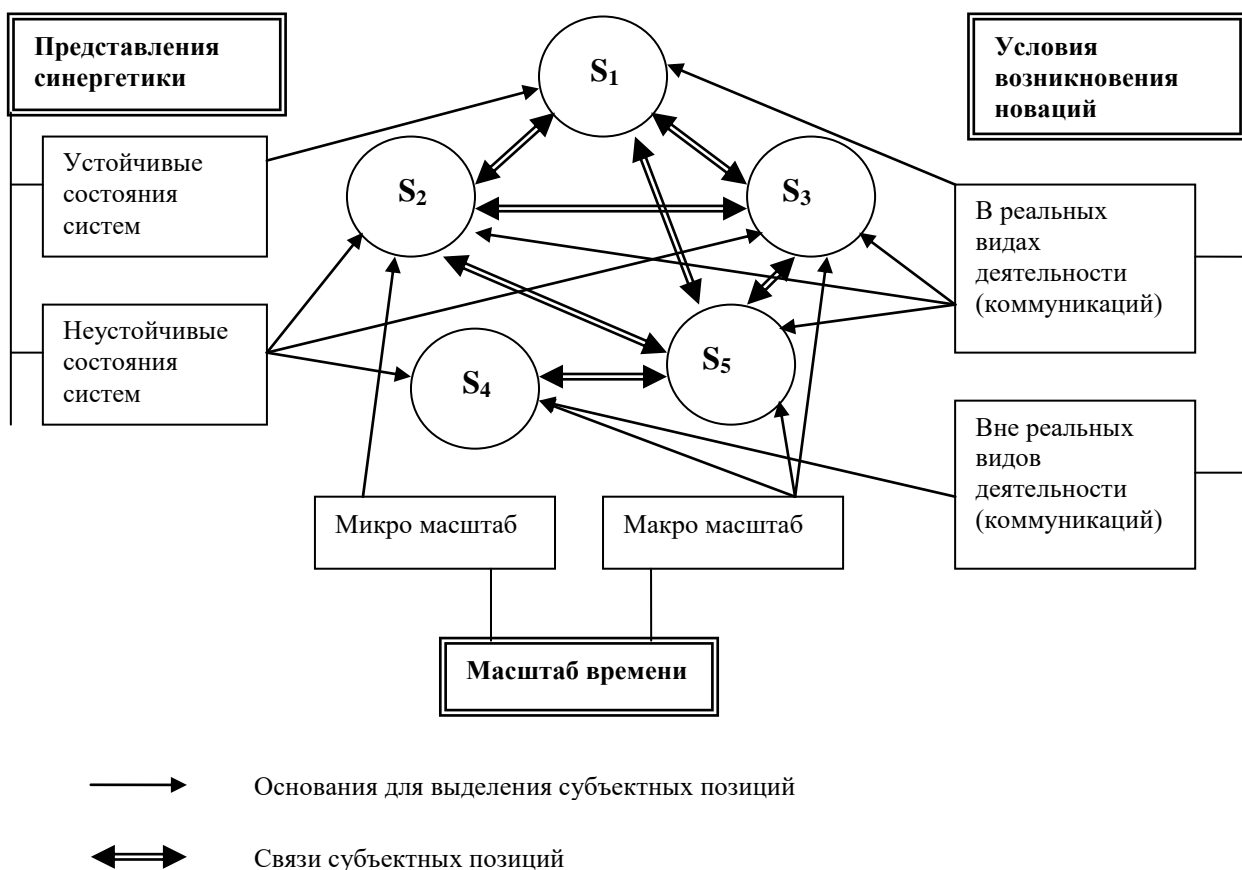 Представления
синергетики
Условия
возникновения
новаций
S1
Устойчивые
состояния
систем
S2
S3
В реальных
видах
деятельности
(коммуникаций)
Неустойчивые
состояния
систем
S4
S5
Вне реальных
видов
деятельности
(коммуникаций)
Микро масштаб
Макро масштаб
Масштаб времени
Основания для выделения субъектных позиций
Связи субъектных позиций